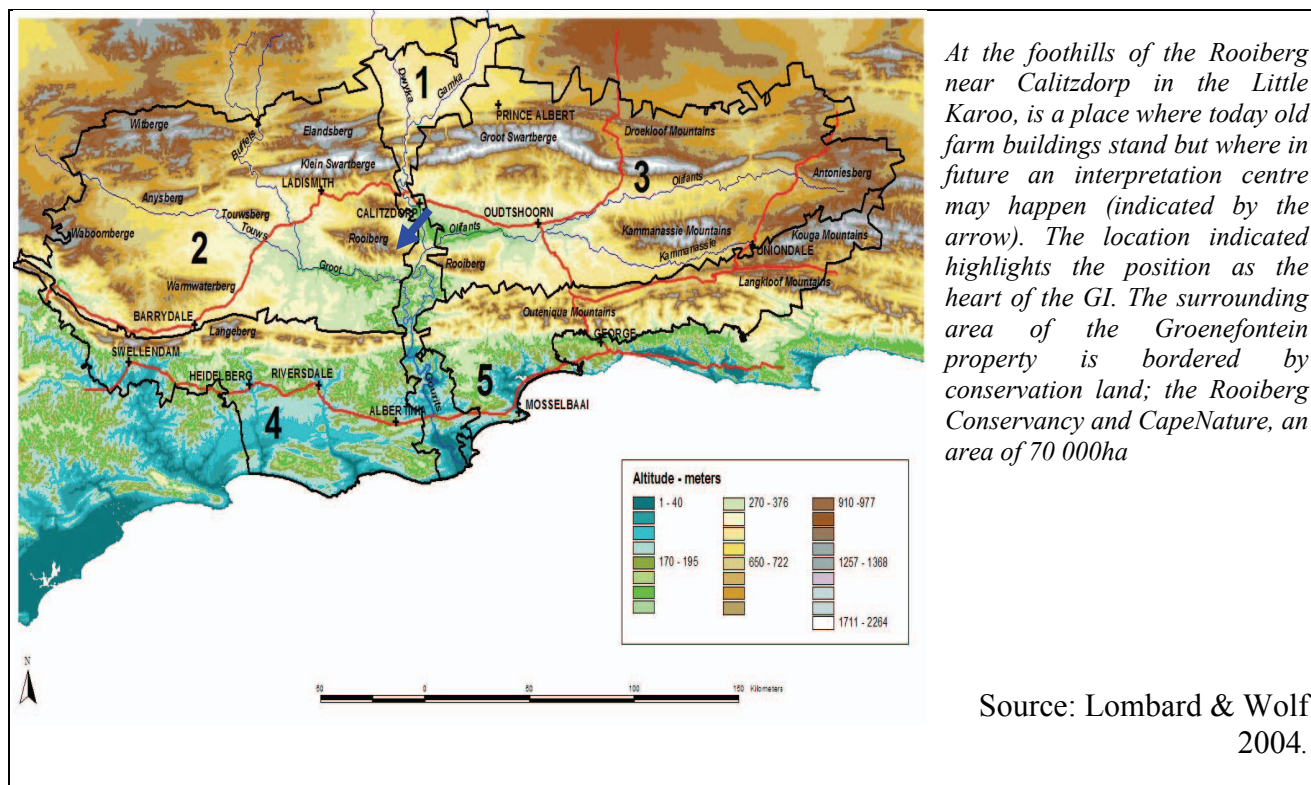 1
Dwyka
Gamka
PRINCE ALBERT
Witberge
Elandsberg
Groot Swartberge
Droekloof Mountains
Buffels
Klein Swartberge
3
Antoniesberg
Anysberg
LADISMITH
Olifants
Touwsberg
CALITZDORP
OUDTSHOORN
Waboomberge
2
Touws
Rooiberg
Olifants
Kammanassie Mountains
Kouga Mountains
Rooiberg
Kammanassie
UNIONDALE
Groot
Langkloof Mountains
Warmwaterberg
BARRYDALE
Outeniqua Mountains
Langeberg
GEORGE
SWELLENDAM
HEIDELBERG
RIVERSDALE
5
Gourits
4
ALBERTINIA
MOSSELBAAI
Altitude - meters
1 - 40
270 - 376
910 -977
170 - 195
650 - 722
1257 - 1368
1711 - 2264
N
50 0 50 100 150 Kilometers
At the foothills of the Rooiberg
near Calitzdorp in the Little
Karoo, is a place where today old
farm buildings stand but where in
future an interpretation centre
may happen (indicated by the
arrow). The location indicated
highlights the position as the
heart of the GI. The surrounding
area of the Groenefontein
property is bordered by
conservation land; the Rooiberg
Conservancy and CapeNature, an
area of 70 000ha
Source: Lombard & Wolf
2004.